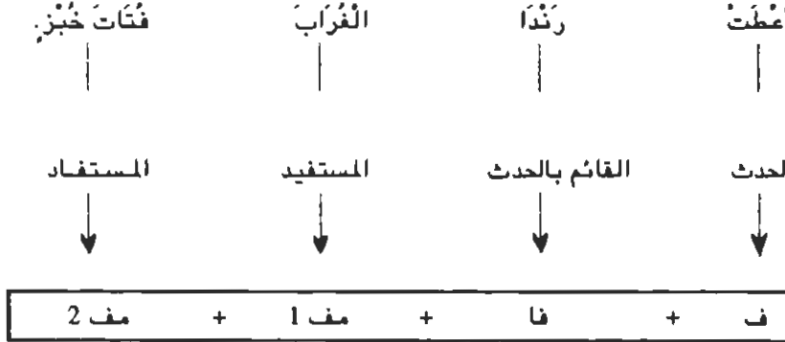 عْطَتْ رَنْدَا الْغُرَابَ فُتَاتَ خُبْزٍ.
لحدث القائم بالحدث المستفيد المستفاد
ف + فا + مف 1 + مف 2